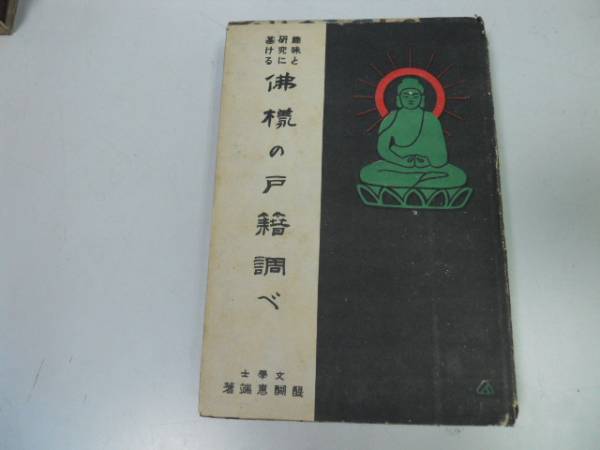 趣味と
研究に
基ける
佛樣の戸籍調べ
文學士
醍醐惠端著